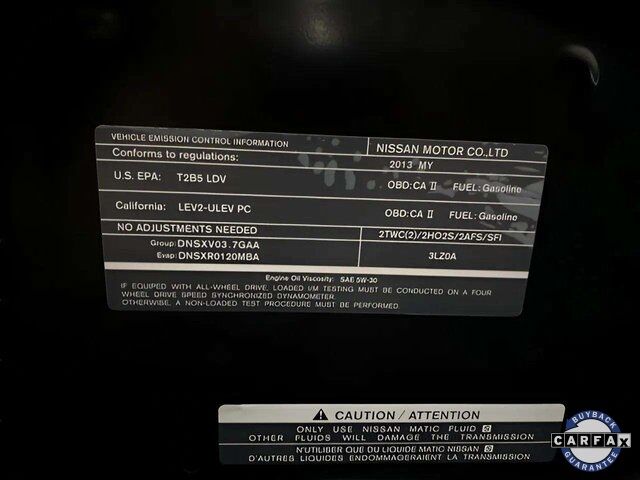 VEHICLE EMISSION CONTROL INFORMATION
NISSAN MOTOR CO.,LTD
Conforms to regulations:
2013 MY
U.S. EPA: T2B5 LDV
OBD:CA II FUEL: Gasoline
California: LEV2-ULEV PC
OBD:CA II FUEL: Gasoline
NO ADJUSTMENTS NEEDED
2TWC(2)/2HO2S/2AFS/SFI
Group: DNSXV03.7GAA
Evap: DNSXR0120MBA
3LZ0A
Engine Oil Viscosity: SAE 5W-30
IF EQUIPPED WITH ALL-WHEEL DRIVE, LOADED I/M TESTING MUST BE CONDUCTED ON A FOUR
WHEEL DRIVE SPEED SYNCHRONIZED DYNAMOMETER.
OTHERWISE, A NON-LOADED TEST PROCEDURE MUST BE PERFORMED.
⚠ CAUTION / ATTENTION
ONLY USE NISSAN MATIC FLUID S
OTHER FLUIDS WILL DAMAGE THE TRANSMISSION
N'UTILISER QUE DU LIQUIDE MATIC NISSAN S
D'AUTRES LIQUIDES ENDOMMAGERAIENT LA TRANSMISSION
BUYBACK
CARFAX
GUARANTEE